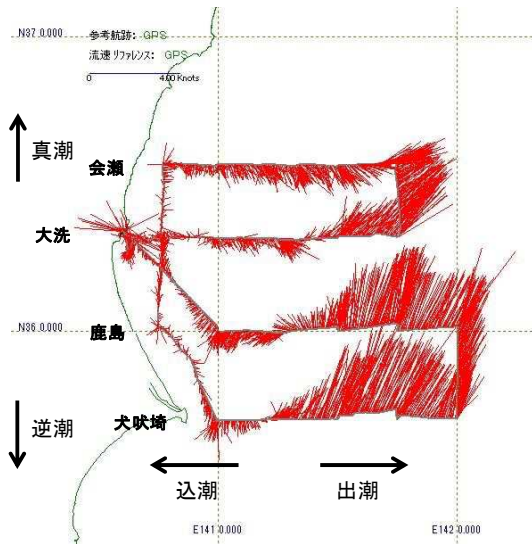 N37 0.000
参考航跡: GPS
流速 リファレンス: GPS
0 4.00 Knots
真潮
会瀬
大洗
N36 0.000
鹿島
犬吠埼
逆潮
込潮 出潮
E141 0.000 E142 0.000